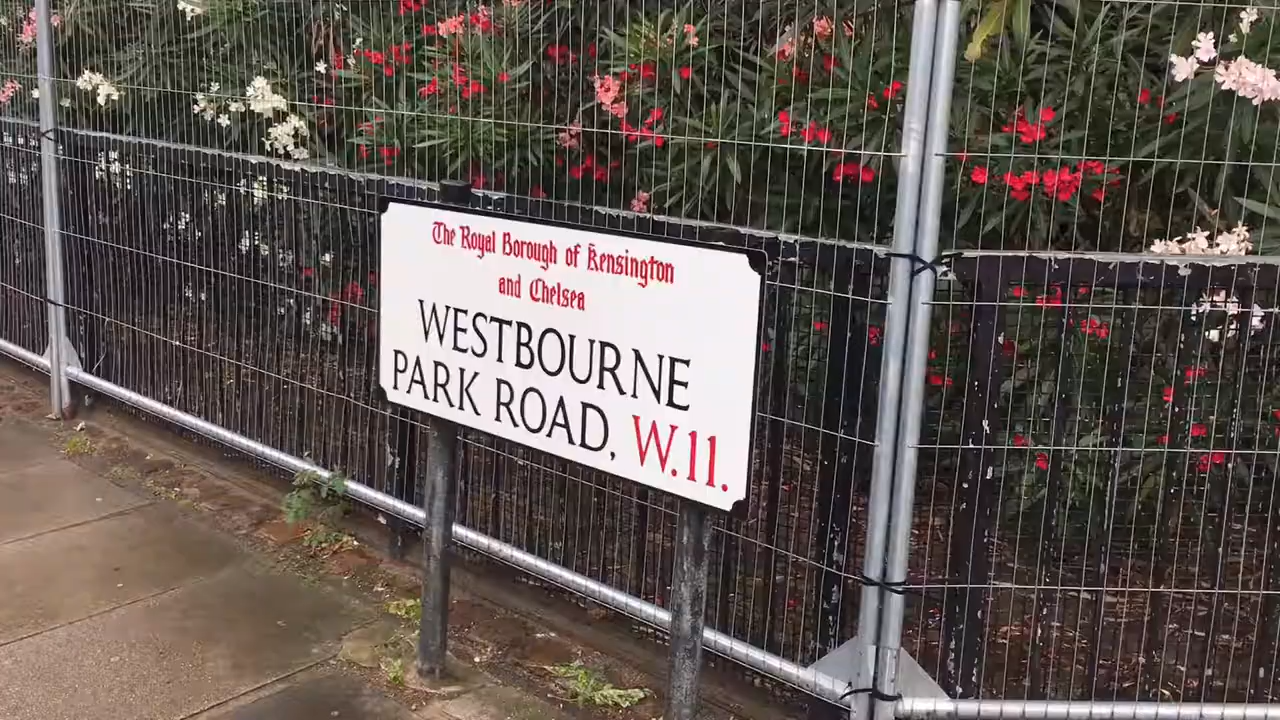 The Royal Borough of Kensington
and Chelsea
WESTBOURNE
PARK ROAD, W.11.